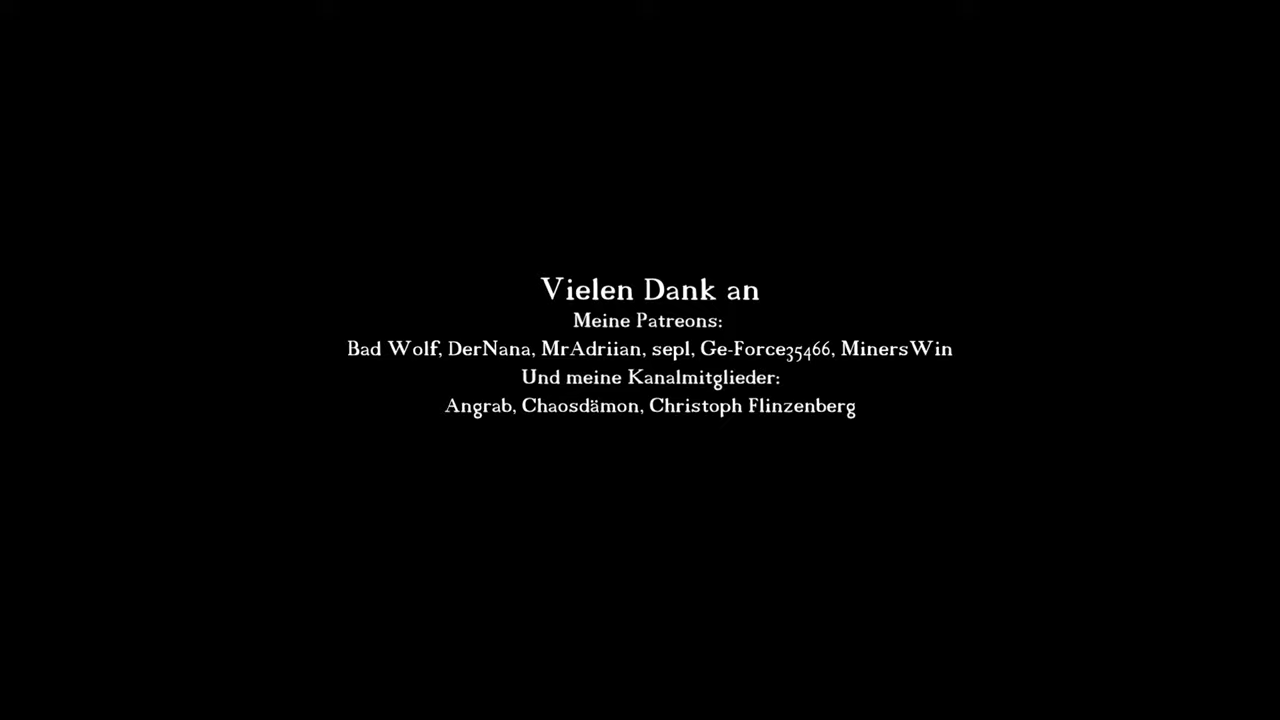 Vielen Dank an
Meine Patreons:
Bad Wolf, DerNana, MrAdriian, sepl, Ge-Force35466, MinersWin
Und meine Kanalmitglieder:
Angrab, Chaosdämon, Christoph Flinzenberg